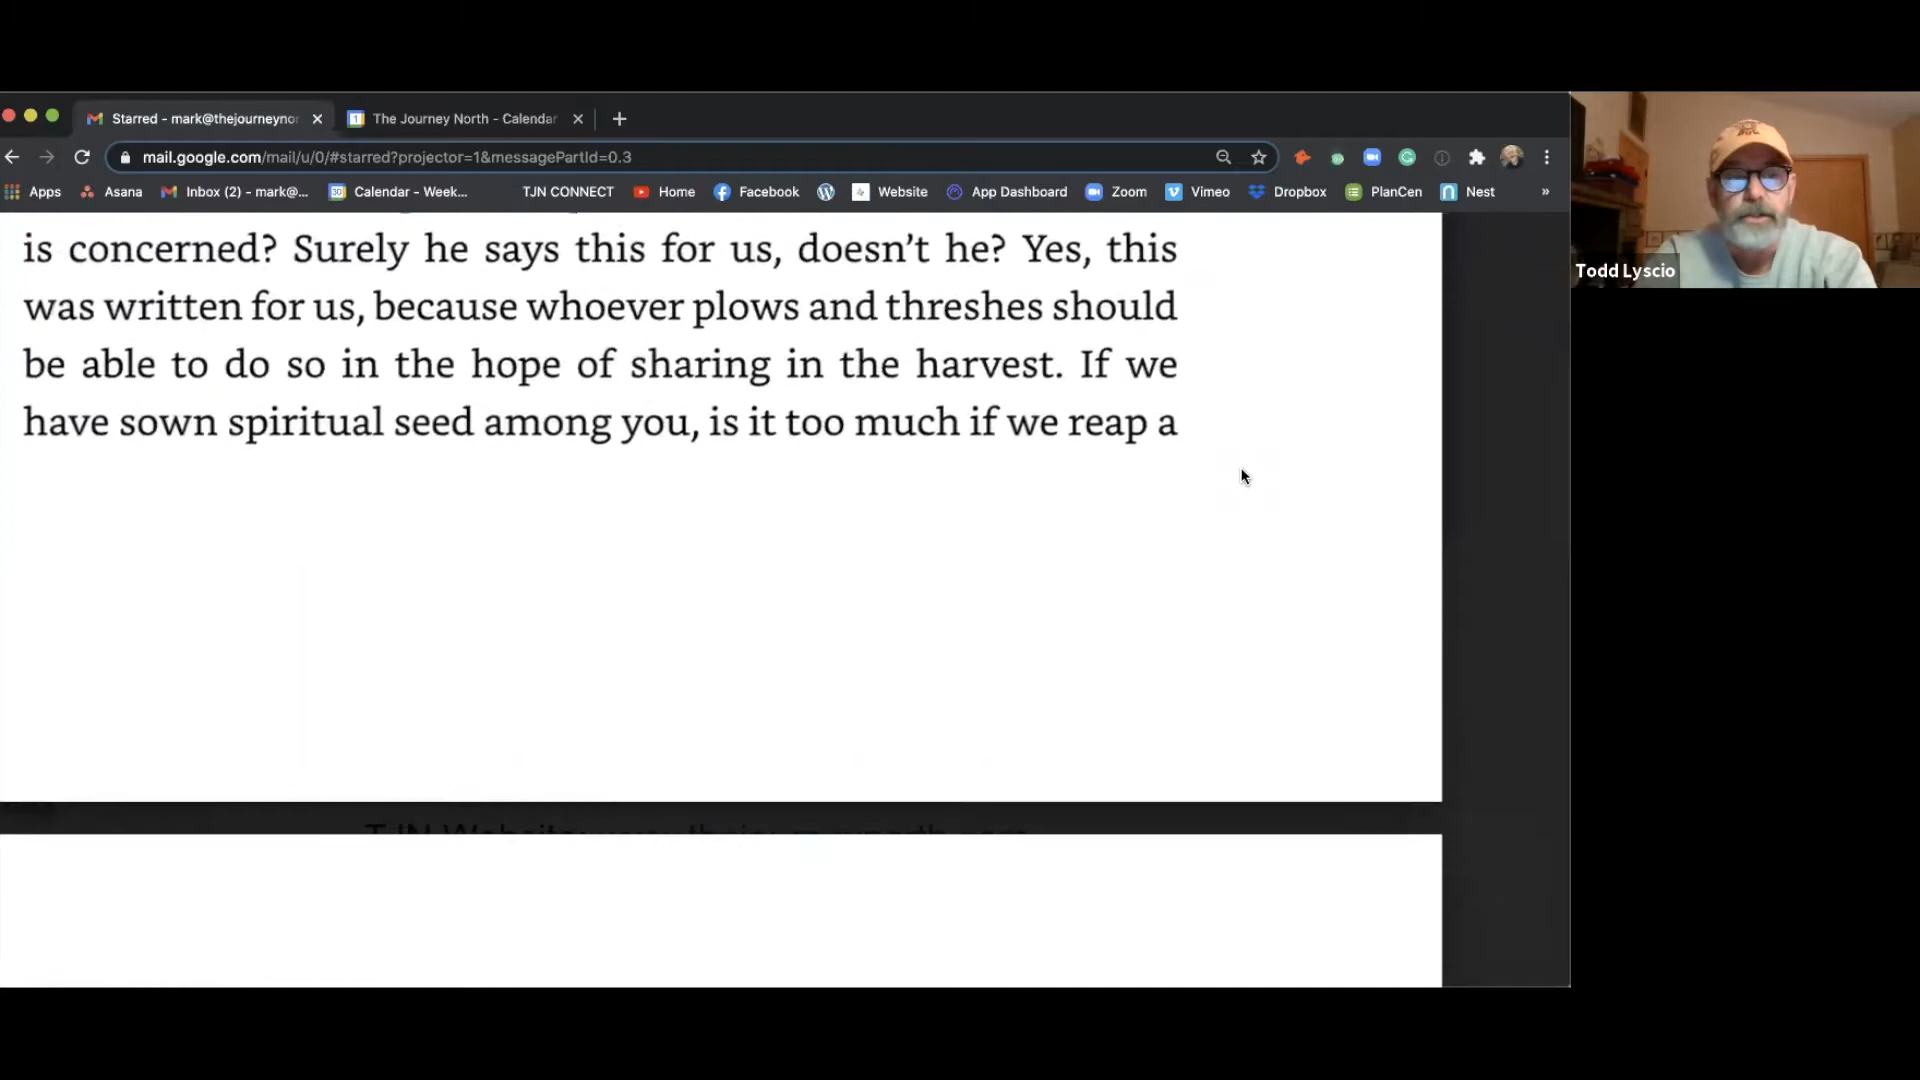 Starred - mark@thejourneynor
The Journey North - Calendar
mail.google.com/mail/u/0/#starred?projector=1&messagePartId=0.3
Apps
Asana
Inbox (2) - mark@...
Calendar - Week...
TJN CONNECT
Home
Facebook
Website
App Dashboard
Zoom
Vimeo
Dropbox
PlanCen
Nest
»
is concerned? Surely he says this for us, doesn’t he? Yes, this
was written for us, because whoever plows and threshes should
be able to do so in the hope of sharing in the harvest. If we
have sown spiritual seed among you, is it too much if we reap a
Todd Lyscio